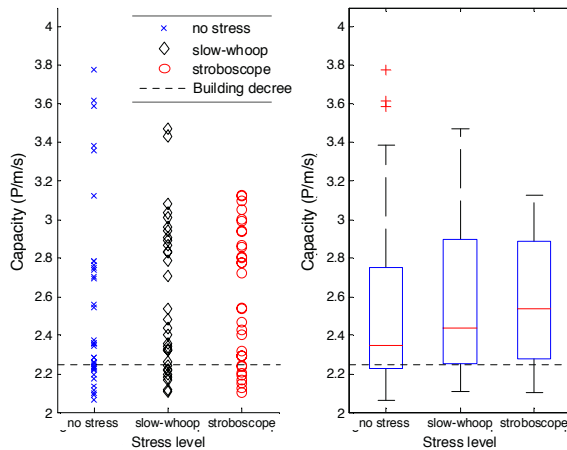 no stress
slow-whoop
stroboscope
Building decree
Capacity (P/m/s)
4
3.8
3.6
3.4
3.2
3
2.8
2.6
2.4
2.2
2
no stress slow-whoop stroboscope
Stress level
Capacity (P/m/s)
4
3.8
3.6
3.4
3.2
3
2.8
2.6
2.4
2.2
2
no stress slow-whoop stroboscope
Stress level